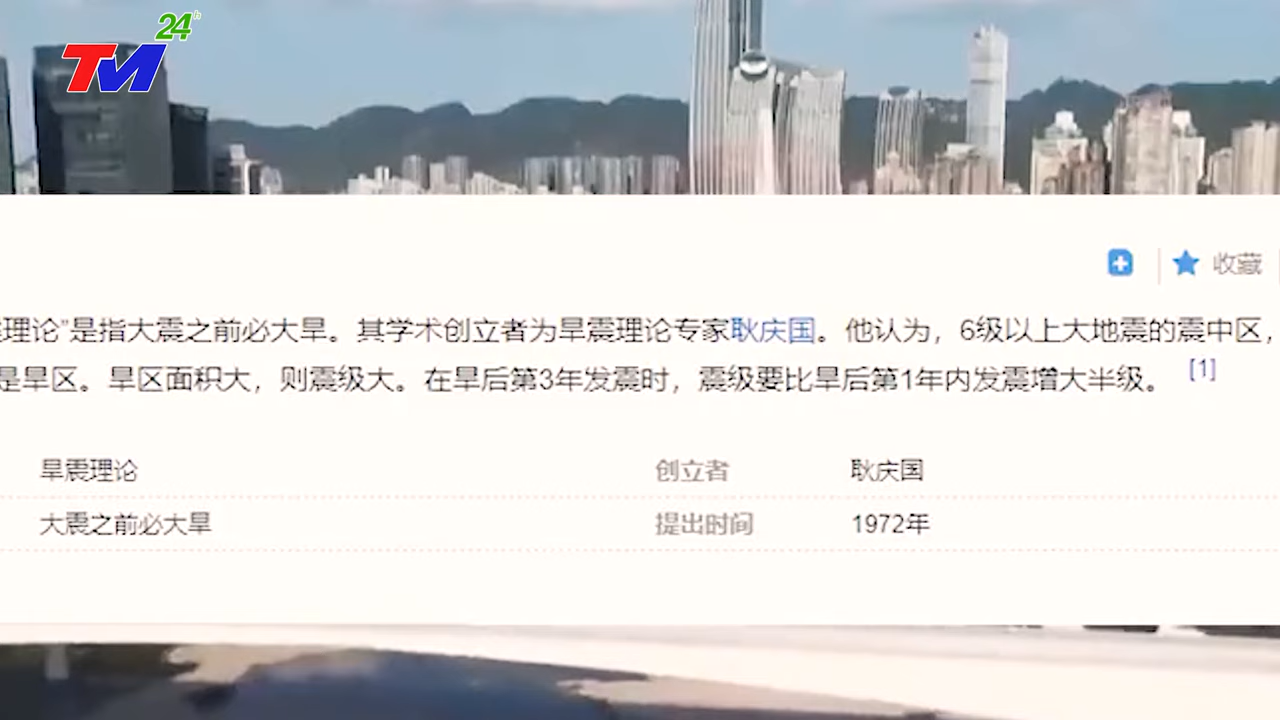 24h
TM
收藏
理论”是指大震之前必大旱。其学术创立者为旱震理论专家耿庆国。他认为，6级以上大地震的震中区，
是旱区。旱区面积大，则震级大。在旱后第3年发震时，震级要比旱后第1年内发震增大半级。 [1]
旱震理论 创立者 耿庆国
大震之前必大旱 提出时间 1972年